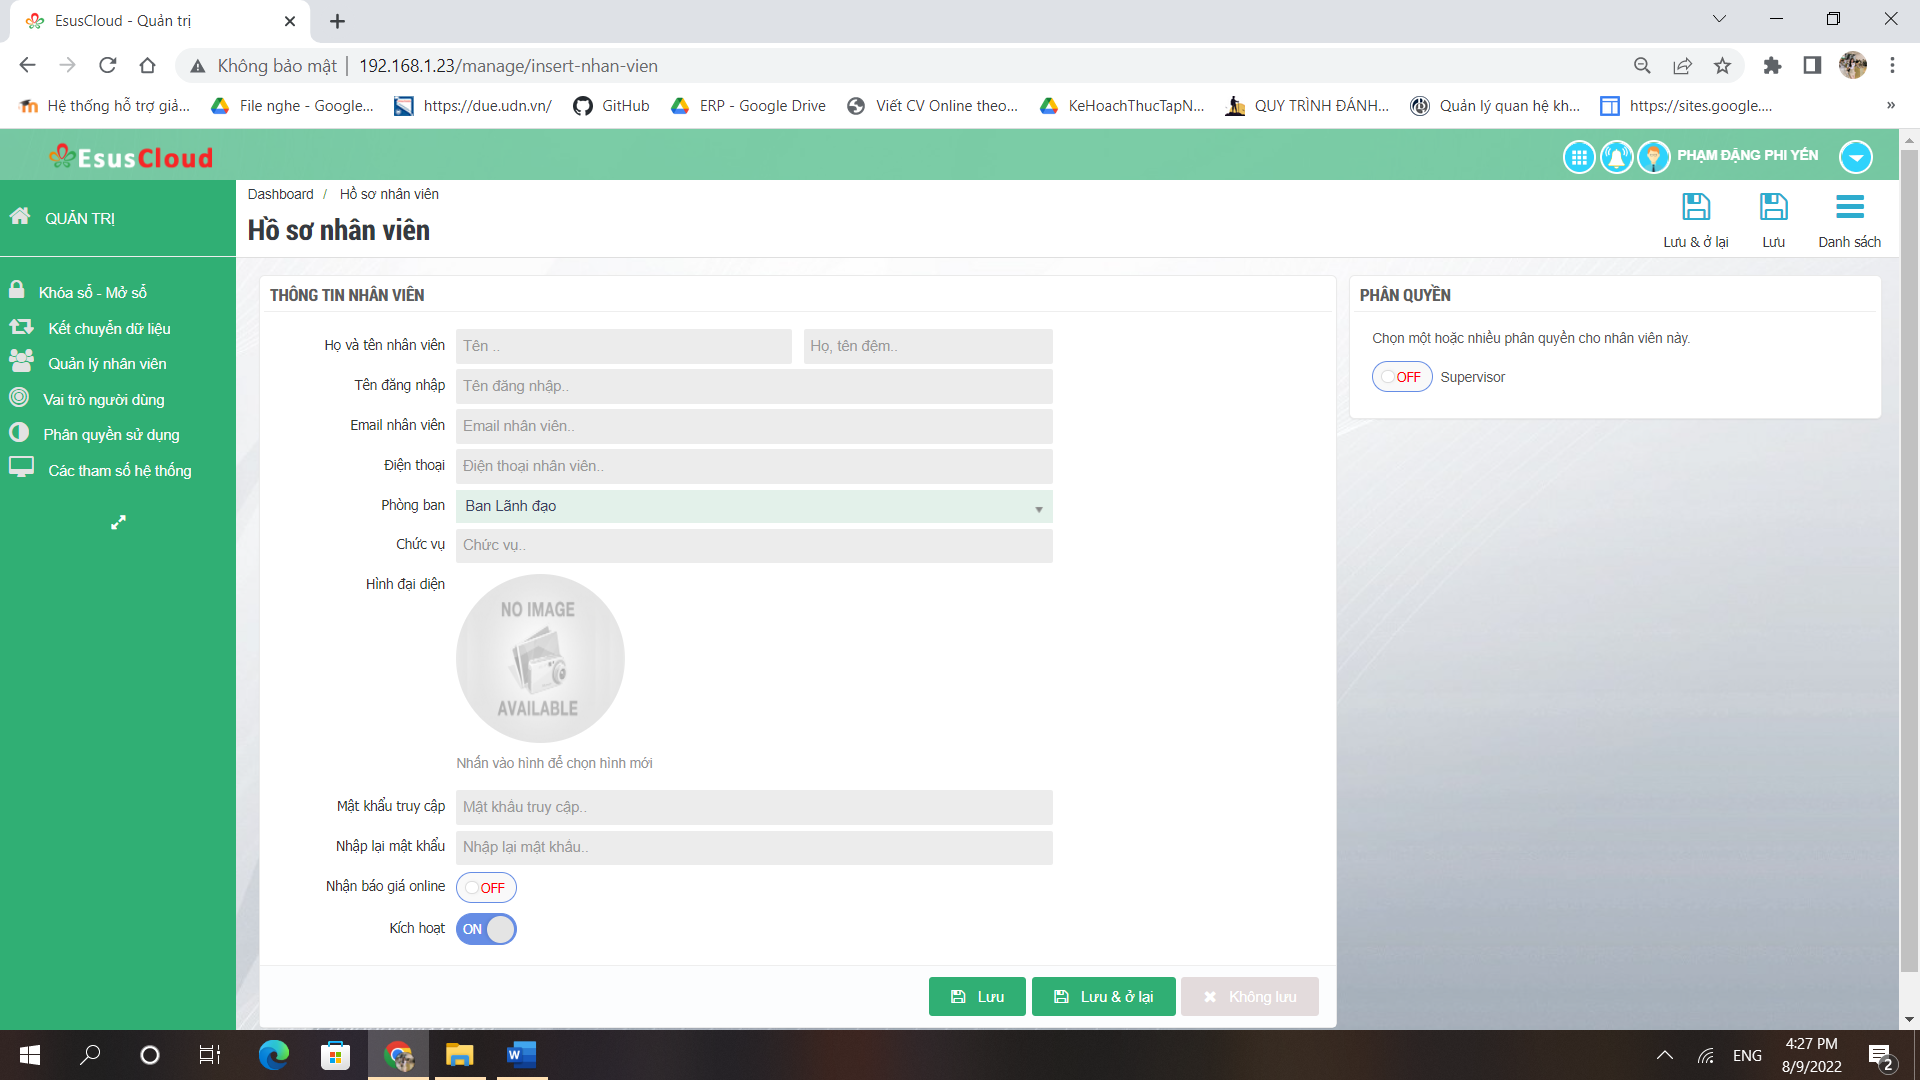 EsusCloud - Quản trị
Không bảo mật | 192.168.1.23/manage/insert-nhan-vien
Hệ thống hỗ trợ giả...
File nghe - Google...
https://due.udn.vn/
GitHub
ERP - Google Drive
Viết CV Online theo...
KeHoachThucTapN...
QUY TRÌNH ĐÁNH...
Quản lý quan hệ kh...
https://sites.google....
»
EsusCloud
PHẠM ĐẶNG PHI YẾN
QUẢN TRỊ
Khóa sổ - Mở sổ
Kết chuyển dữ liệu
Quản lý nhân viên
Vai trò người dùng
Phân quyền sử dụng
Các tham số hệ thống
Dashboard / Hồ sơ nhân viên
Hồ sơ nhân viên
Lưu & ở lại
Lưu
Danh sách
THÔNG TIN NHÂN VIÊN
Họ và tên nhân viên
Tên ..
Họ, tên đệm..
Tên đăng nhập
Tên đăng nhập..
Email nhân viên
Email nhân viên..
Điện thoại
Điện thoại nhân viên..
Phòng ban
Ban Lãnh đạo
Chức vụ
Chức vụ..
Hình đại diện
NO IMAGE
AVAILABLE
Nhấn vào hình để chọn hình mới
Mật khẩu truy cập
Mật khẩu truy cập..
Nhập lại mật khẩu
Nhập lại mật khẩu..
Nhận báo giá online
OFF
Kích hoạt
ON
Lưu
Lưu & ở lại
Không lưu
PHÂN QUYỀN
Chọn một hoặc nhiều phân quyền cho nhân viên này.
OFF
Supervisor
ENG
4:27 PM
8/9/2022
2